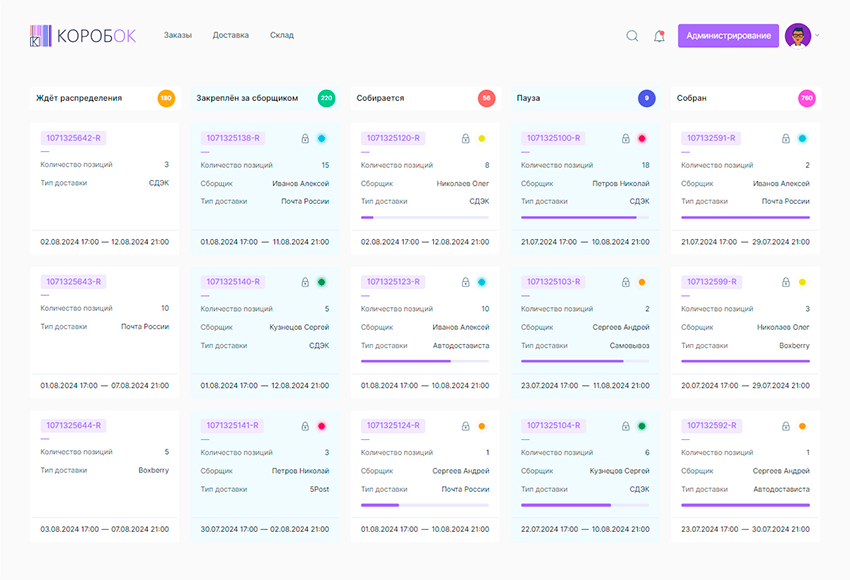 КОРОБОК
Заказы Доставка Склад
Администрирование
Ждёт распределения 180
Закреплён за сборщиком 220
Собирается 56
Пауза 9
Собран 760
1071325642-R
Количество позиций 3
Тип доставки СДЭК
02.08.2024 17:00 — 12.08.2024 21:00
1071325138-R
Количество позиций 15
Сборщик Иванов Алексей
Тип доставки Почта России
01.08.2024 17:00 — 11.08.2024 21:00
1071325120-R
Количество позиций 8
Сборщик Николаев Олег
Тип доставки СДЭК
02.08.2024 17:00 — 12.08.2024 21:00
1071325100-R
Количество позиций 18
Сборщик Петров Николай
Тип доставки СДЭК
21.07.2024 17:00 — 10.08.2024 21:00
107132591-R
Количество позиций 2
Сборщик Иванов Алексей
Тип доставки Почта России
21.07.2024 17:00 — 29.07.2024 21:00
1071325643-R
Количество позиций 10
Тип доставки Почта России
01.08.2024 17:00 — 07.08.2024 21:00
1071325140-R
Количество позиций 5
Сборщик Кузнецов Сергей
Тип доставки СДЭК
01.08.2024 17:00 — 12.08.2024 21:00
1071325123-R
Количество позиций 10
Сборщик Иванов Алексей
Тип доставки Автодостависта
01.08.2024 17:00 — 10.08.2024 21:00
1071325103-R
Количество позиций 2
Сборщик Сергеев Андрей
Тип доставки Самовывоз
23.07.2024 17:00 — 11.08.2024 21:00
107132599-R
Количество позиций 3
Сборщик Николаев Олег
Тип доставки Boxberry
20.07.2024 17:00 — 29.07.2024 21:00
1071325644-R
Количество позиций 5
Тип доставки Boxberry
03.08.2024 17:00 — 07.08.2024 21:00
1071325141-R
Количество позиций 3
Сборщик Петров Николай
Тип доставки 5Post
30.07.2024 17:00 — 02.08.2024 21:00
1071325124-R
Количество позиций 1
Сборщик Сергеев Андрей
Тип доставки Почта России
01.08.2024 17:00 — 10.08.2024 21:00
1071325104-R
Количество позиций 6
Сборщик Кузнецов Сергей
Тип доставки СДЭК
22.07.2024 17:00 — 10.08.2024 21:00
107132592-R
Количество позиций 1
Сборщик Сергеев Андрей
Тип доставки Автодостависта
23.07.2024 17:00 — 30.07.2024 21:00